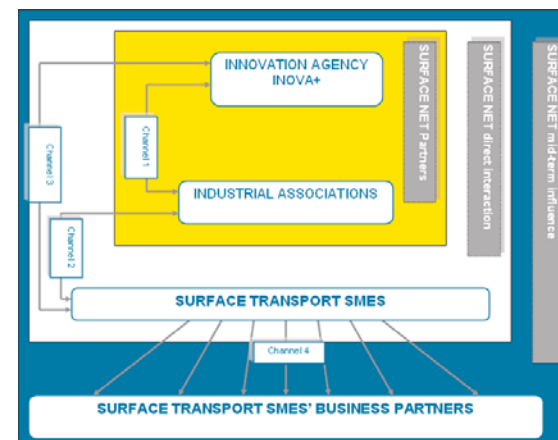 INNOVATION AGENCY
INOVA+
SURFACE NET Partners
SURFACE NET direct interaction
SURFACE NET mid-term influence
Channel 1
Channel 3
INDUSTRIAL ASSOCIATIONS
Channel 2
SURFACE TRANSPORT SMES
Channel 4
SURFACE TRANSPORT SMES' BUSINESS PARTNERS